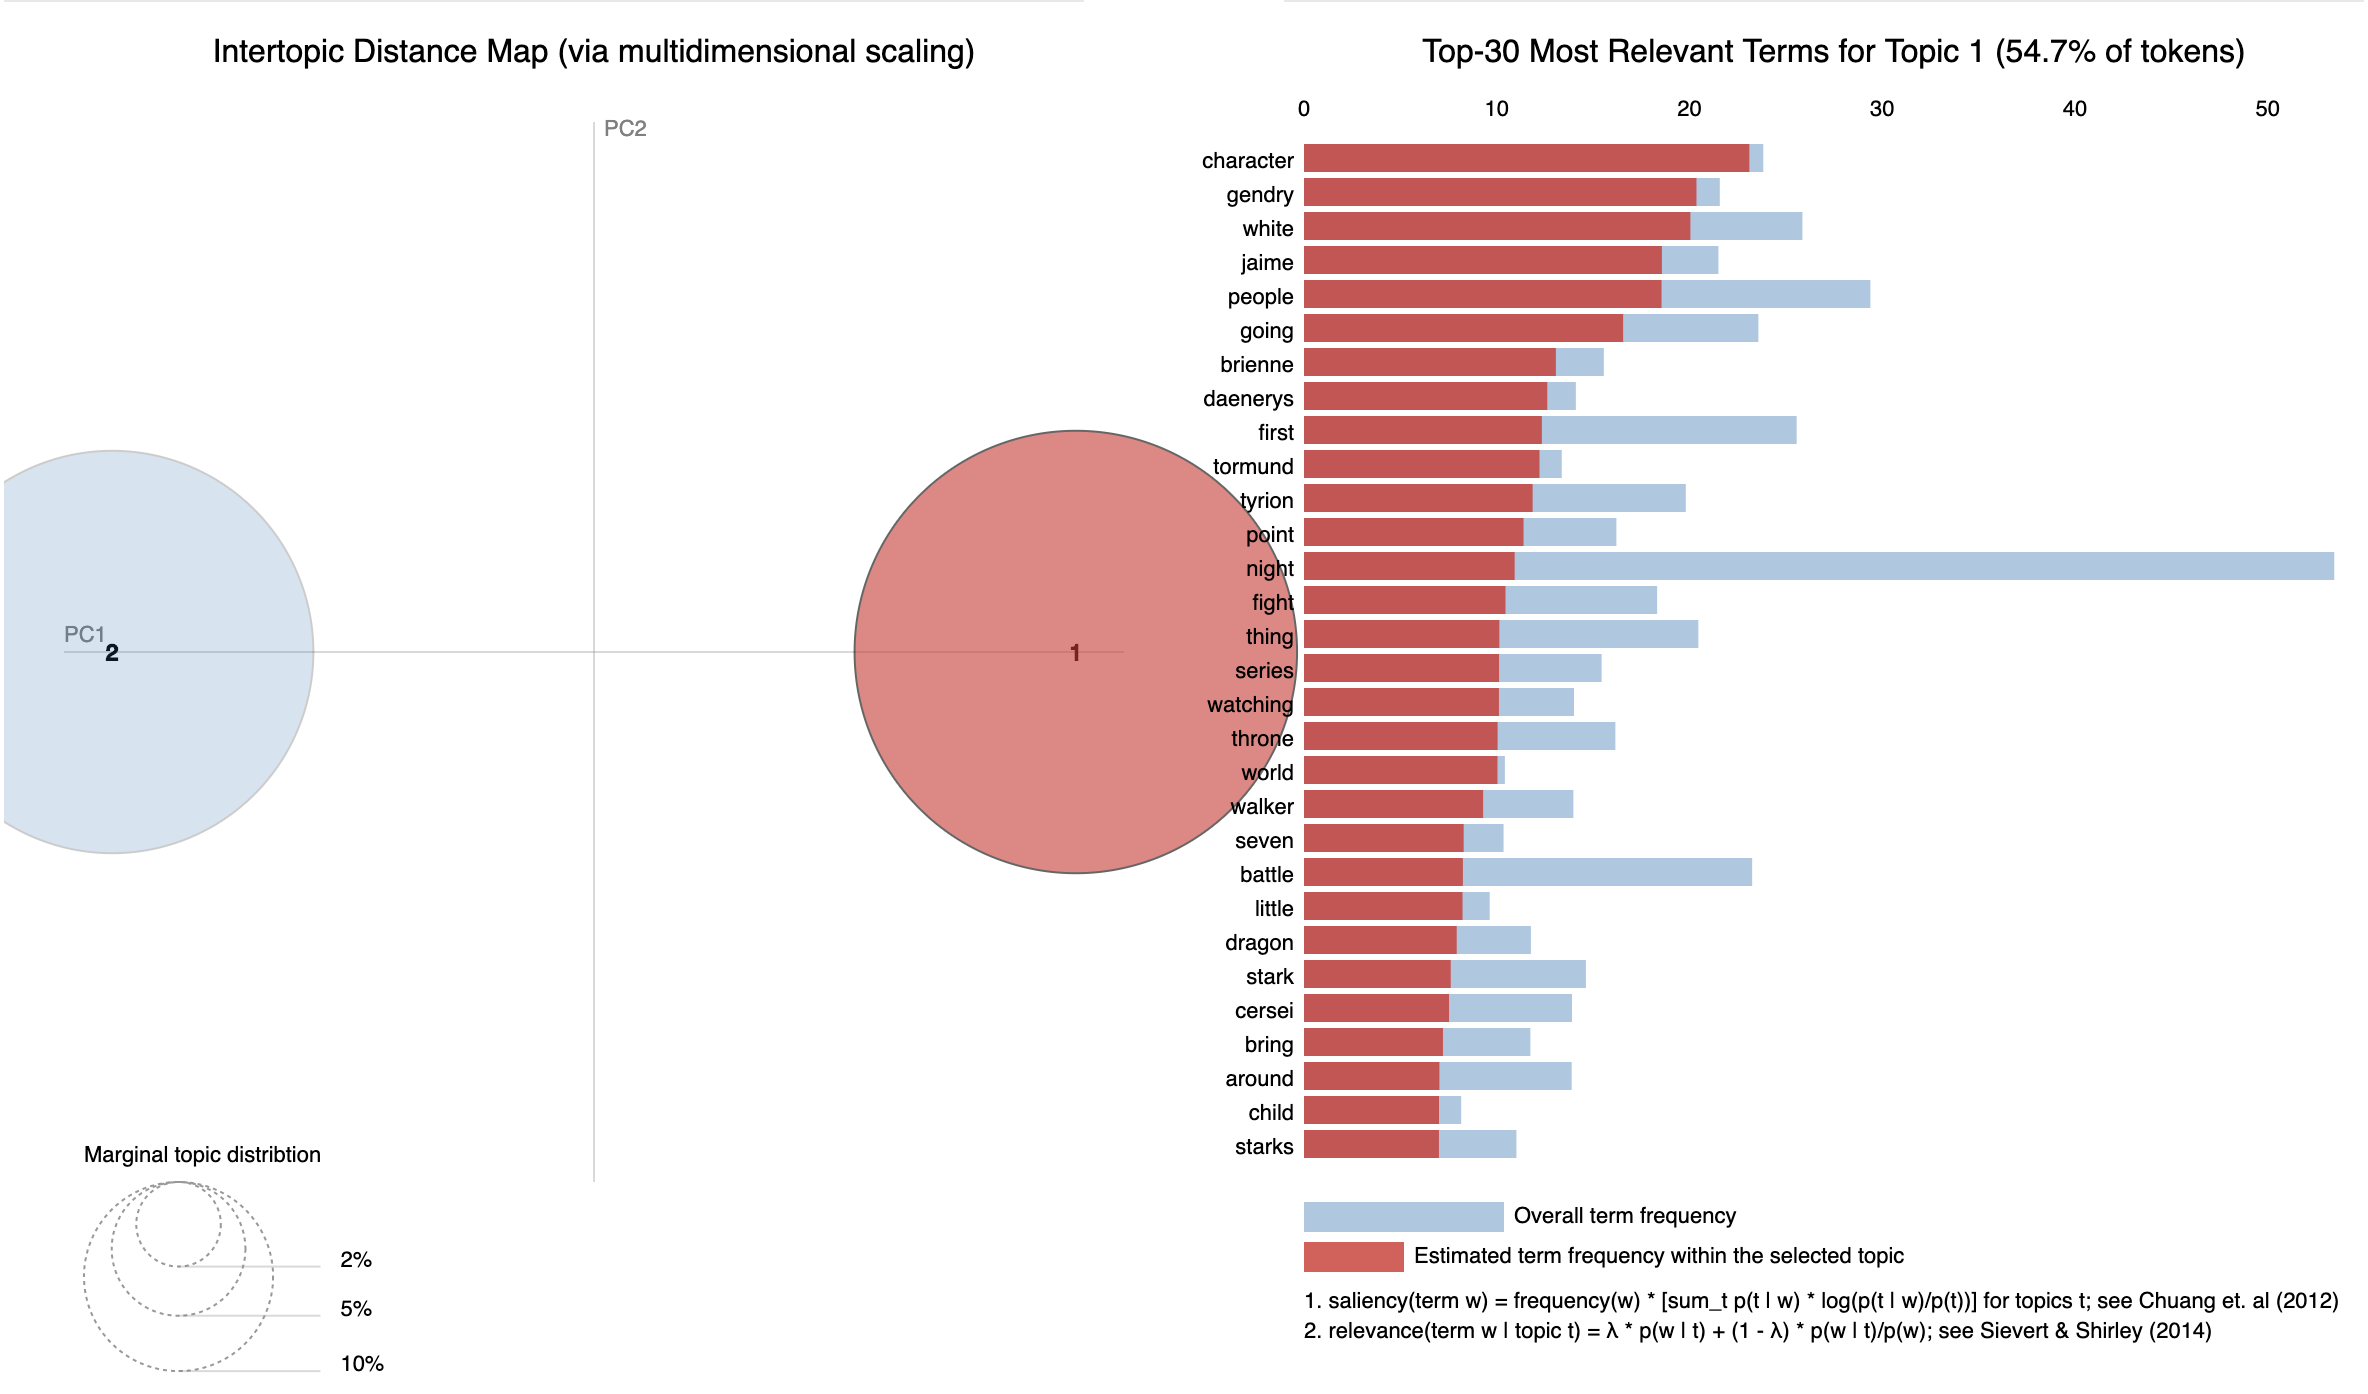 Intertopic Distance Map (via multidimensional scaling)
PC2
PC1
2
1
Marginal topic distribtion
2%
5%
10%
Top-30 Most Relevant Terms for Topic 1 (54.7% of tokens)
0 10 20 30 40 50
character
gendry
white
jaime
people
going
brienne
daenerys
first
tormund
tyrion
point
night
fight
thing
series
watching
throne
world
walker
seven
battle
little
dragon
stark
cersei
bring
around
child
starks
Overall term frequency
Estimated term frequency within the selected topic
1. saliency(term w) = frequency(w) * [sum_t p(t | w) * log(p(t | w)/p(t))] for topics t; see Chuang et. al (2012)
2. relevance(term w | topic t) = λ * p(w | t) + (1 - λ) * p(w | t)/p(w); see Sievert & Shirley (2014)